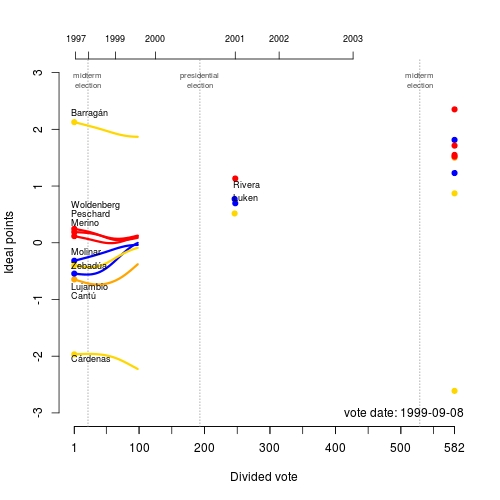 1997 1999 2000 2001 2002 2003
midterm
election
presidential
election
midterm
election
3
2
1
0
-1
-2
-3
Ideal points
Barragán
Rivera
Luken
Woldenberg
Peschard
Merino
Molinar
Zebadúa
Lujambio
Cantú
Cárdenas
vote date: 1999-09-08
1 100 200 300 400 500 582
Divided vote